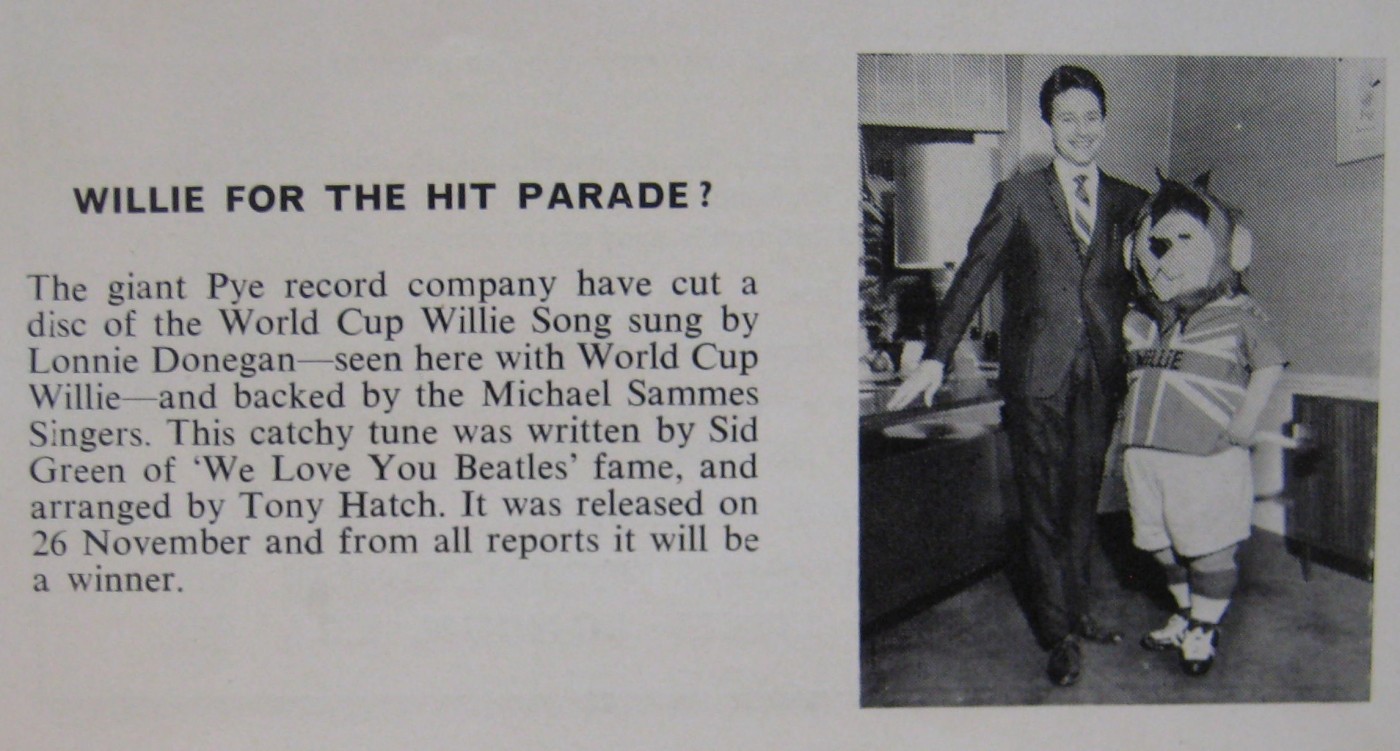 WILLIE FOR THE HIT PARADE?
The giant Pye record company have cut a
disc of the World Cup Willie Song sung by
Lonnie Donegan—seen here with World Cup
Willie—and backed by the Michael Sammes
Singers. This catchy tune was written by Sid
Green of ‘We Love You Beatles’ fame, and
arranged by Tony Hatch. It was released on
26 November and from all reports it will be
a winner.
WILLIE